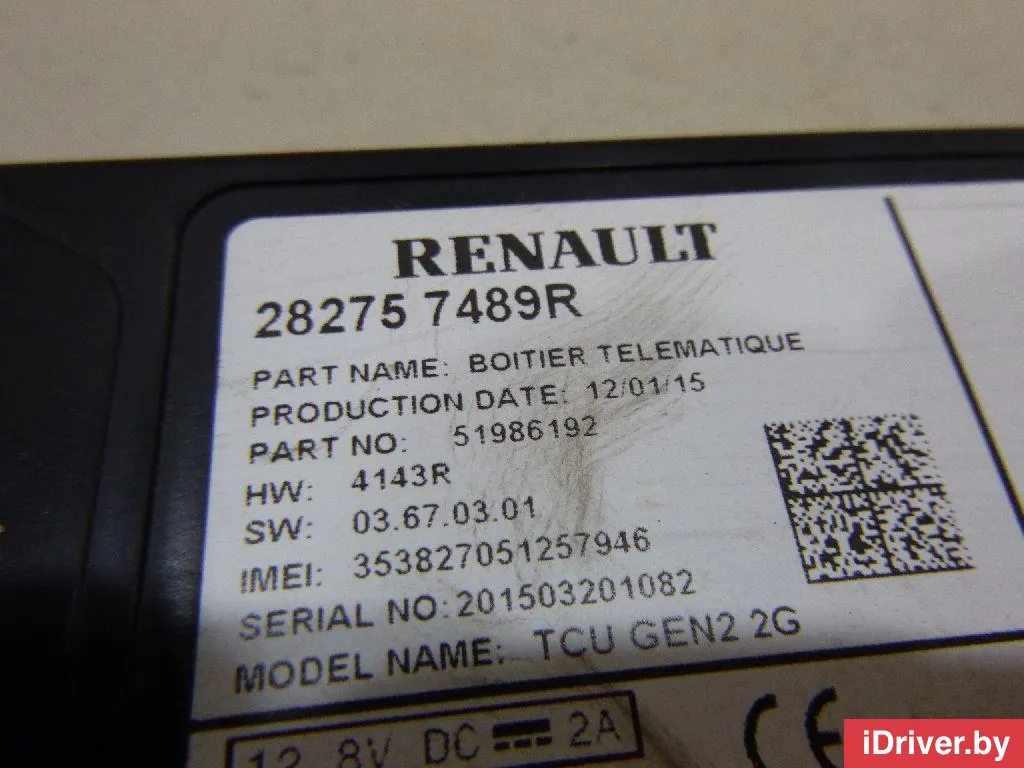 RENAULT
28275 7489R
PART NAME: BOITIER TELEMATIQUE
PRODUCTION DATE: 12/01/15
PART NO: 51986192
HW: 4143R
SW: 03.67.03.01
IMEI: 353827051257946
SERIAL NO: 201503201082
MODEL NAME: TCU GEN2 2G
12.8V DC 2A CE
iDriver.by